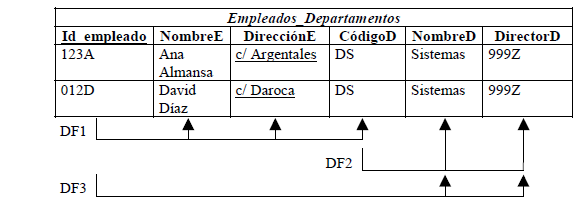 Empleados_Departamentos
Id_empleado NombreE DirecciónE CódigoD NombreD DirectorD
123A Ana Almansa c/ Argentales DS Sistemas 999Z
012D David Díaz c/ Daroca DS Sistemas 999Z
DF1
DF2
DF3